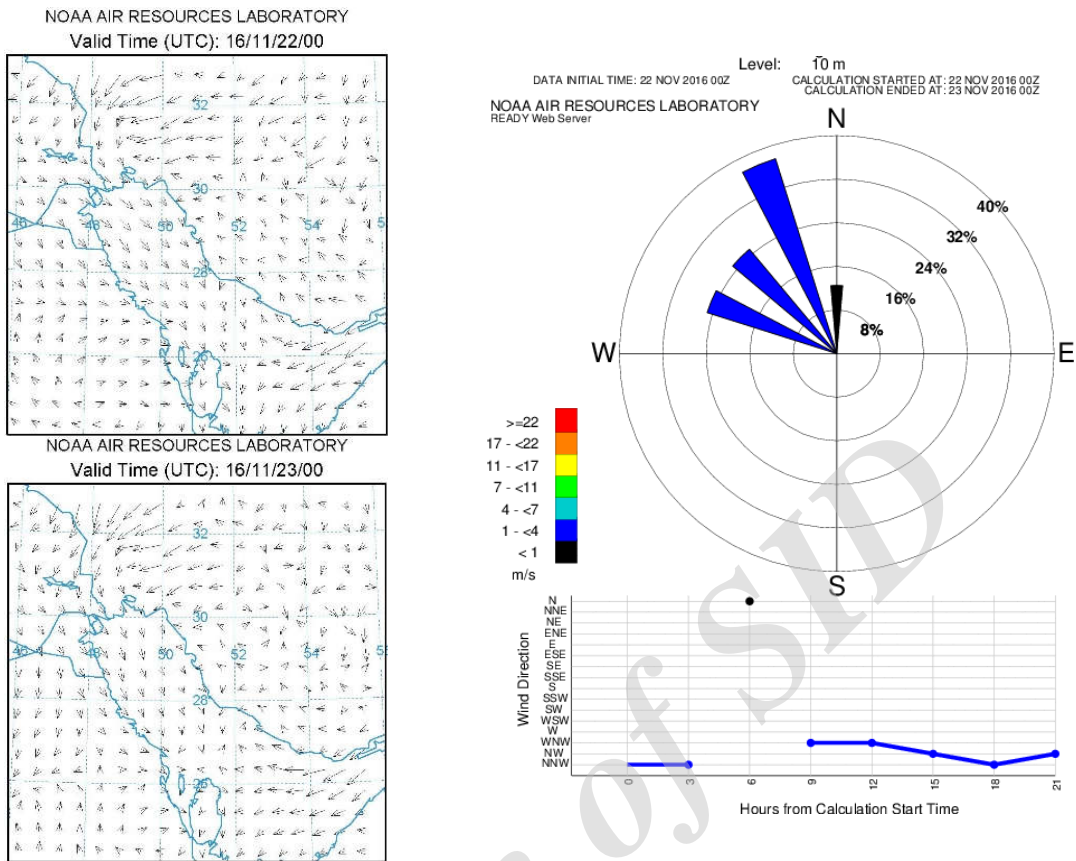 NOAA AIR RESOURCES LABORATORY
Valid Time (UTC): 16/11/22/00
32
30
46 48 50 52 54
28
26
NOAA AIR RESOURCES LABORATORY
Valid Time (UTC): 16/11/23/00
32
30
46 48 50 52 54
28
26
Level: 10 m
DATA INITIAL TIME: 22 NOV 2016 00Z
CALCULATION STARTED AT: 22 NOV 2016 00Z
CALCULATION ENDED AT: 23 NOV 2016 00Z
NOAA AIR RESOURCES LABORATORY
READY Web Server
N
40%
32%
24%
16%
8%
W
E
S
>=22
17 - <22
11 - <17
7 - <11
4 - <7
1 - <4
< 1
m/s
Wind Direction
N
NNE
NE
ENE
E
ESE
SE
SSE
S
SSW
SW
WSW
W
WNW
NW
NNW
0 3 6 9 12 15 18 21
Hours from Calculation Start Time
of SID